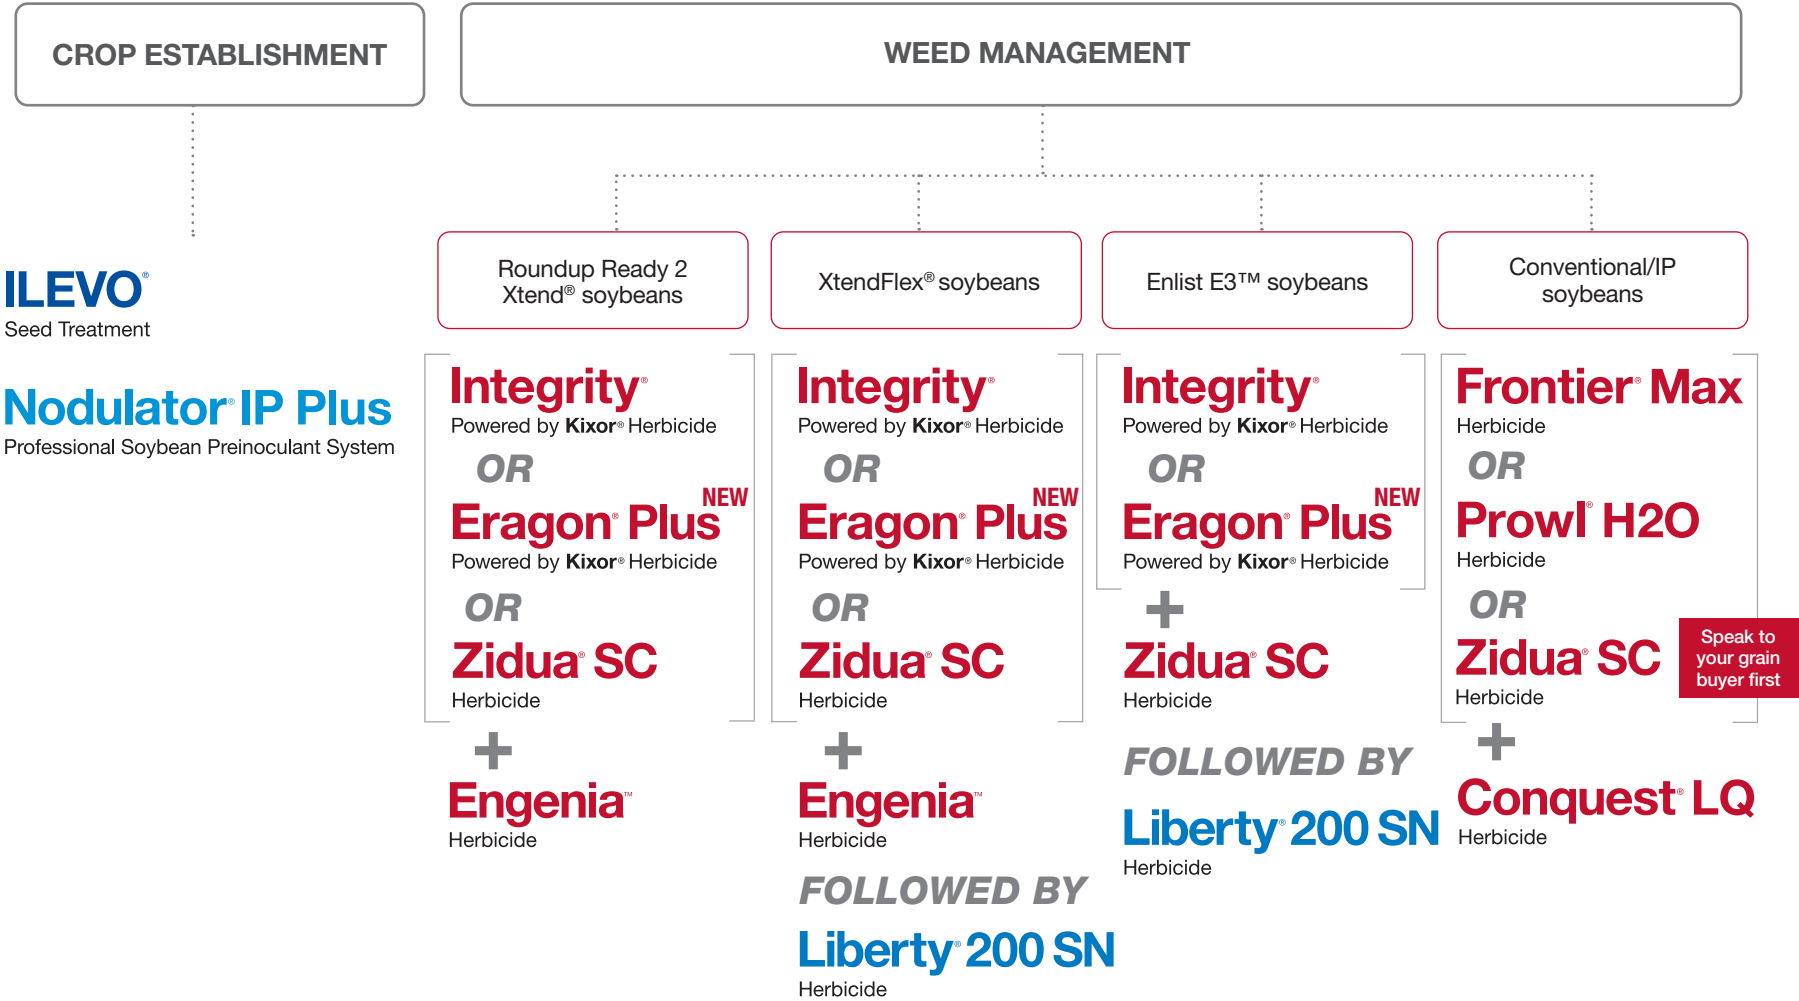 CROP ESTABLISHMENT
WEED MANAGEMENT
ILEVO®
Seed Treatment
Nodulator® IP Plus
Professional Soybean Preinoculant System
Roundup Ready 2
Xtend® soybeans
Integrity®
Powered by Kixor® Herbicide
OR
NEW
Eragon® Plus
Powered by Kixor® Herbicide
OR
Zidua® SC
Herbicide
+
Engenia™
Herbicide
XtendFlex® soybeans
Integrity®
Powered by Kixor® Herbicide
OR
NEW
Eragon® Plus
Powered by Kixor® Herbicide
OR
Zidua® SC
Herbicide
+
Engenia™
Herbicide
FOLLOWED BY
Liberty® 200 SN
Herbicide
Enlist E3™ soybeans
Integrity®
Powered by Kixor® Herbicide
OR
NEW
Eragon® Plus
Powered by Kixor® Herbicide
+
Zidua® SC
Herbicide
FOLLOWED BY
Liberty® 200 SN
Herbicide
Conventional/IP
soybeans
Frontier® Max
Herbicide
OR
Prowl® H2O
Herbicide
OR
Zidua® SC
Herbicide
Speak to
your grain
buyer first
+
Conquest® LQ
Herbicide